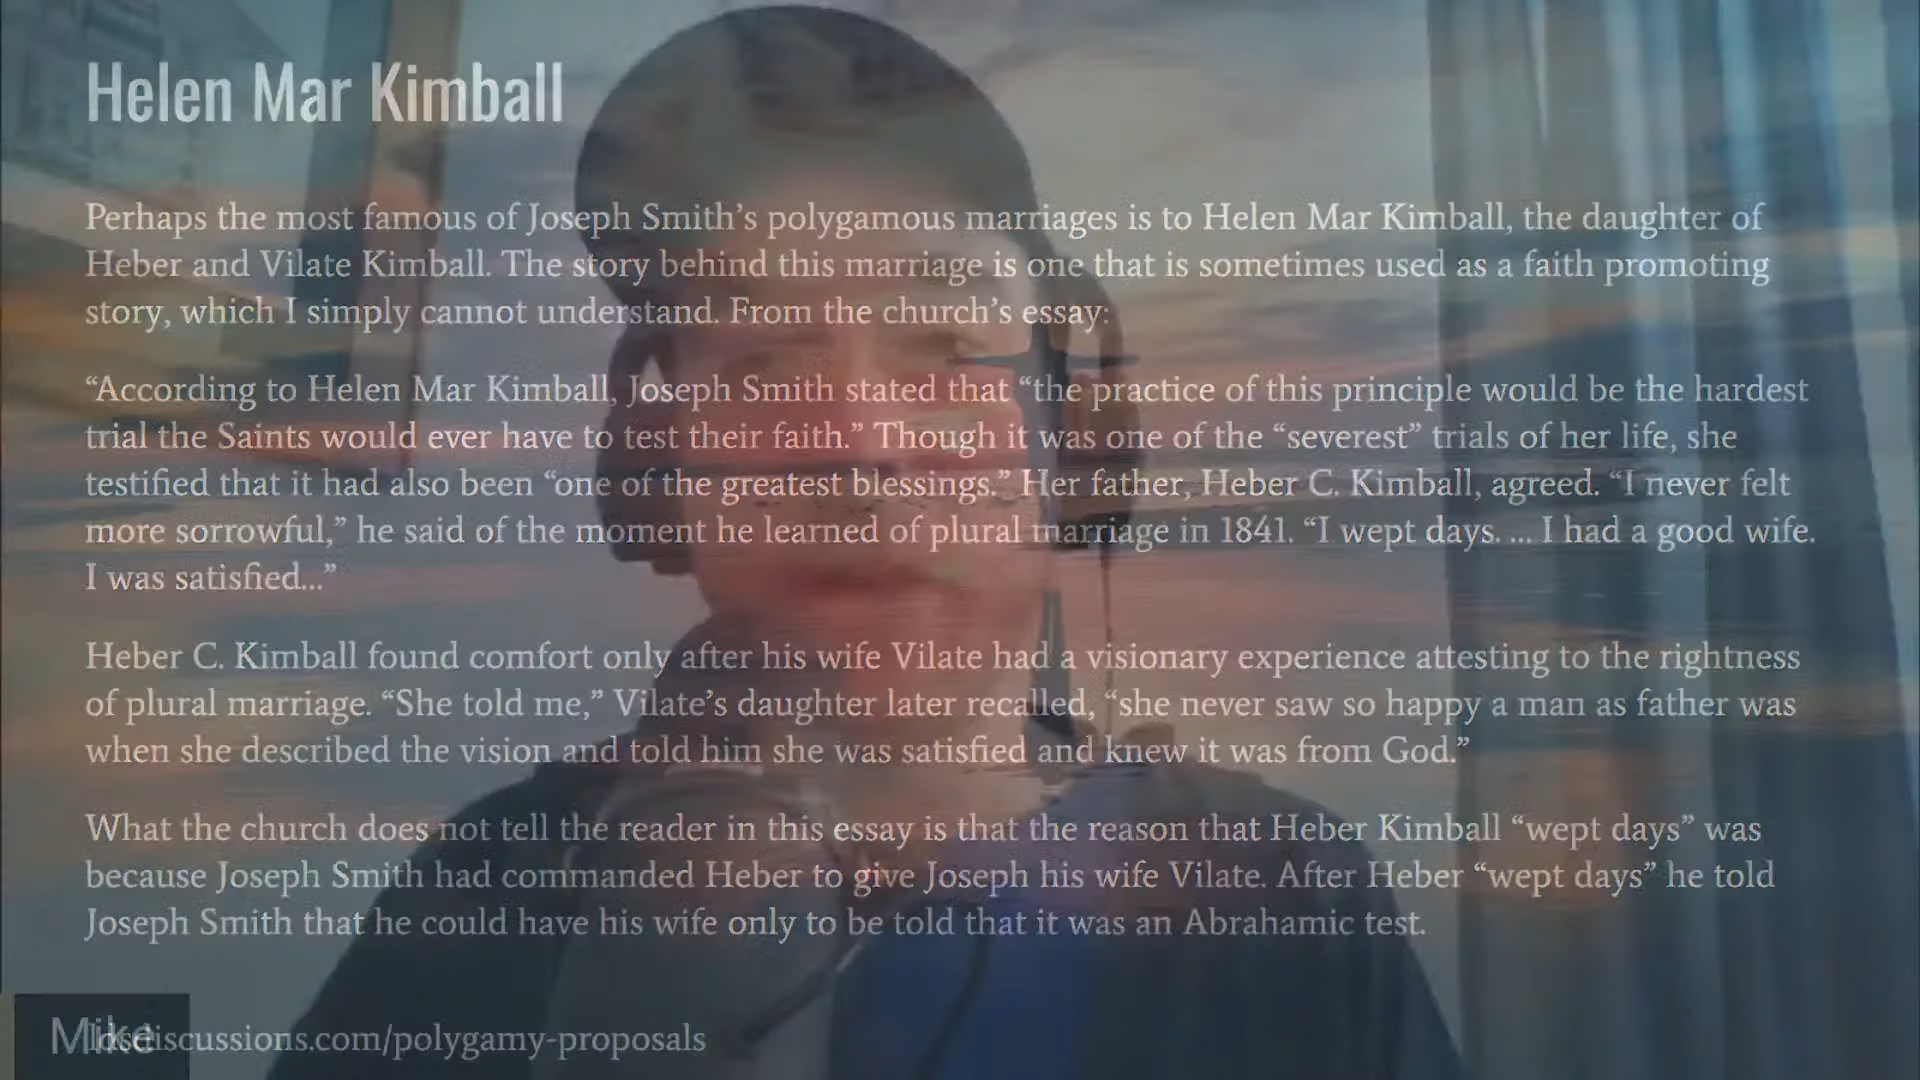 Helen Mar Kimball
Perhaps the most famous of Joseph Smith’s polygamous marriages is to Helen Mar Kimball, the daughter of
Heber and Vilate Kimball. The story behind this marriage is one that is sometimes used as a faith promoting
story, which I simply cannot understand. From the church’s essay:
“According to Helen Mar Kimball, Joseph Smith stated that “the practice of this principle would be the hardest
trial the Saints would ever have to test their faith.” Though it was one of the “severest” trials of her life, she
testified that it had also been “one of the greatest blessings.” Her father, Heber C. Kimball, agreed. “I never felt
more sorrowful,” he said of the moment he learned of plural marriage in 1841. “I wept days. ... I had a good wife.
I was satisfied...”
Heber C. Kimball found comfort only after his wife Vilate had a visionary experience attesting to the rightness
of plural marriage. “She told me,” Vilate’s daughter later recalled, “she never saw so happy a man as father was
when she described the vision and told him she was satisfied and knew it was from God.”
What the church does not tell the reader in this essay is that the reason that Heber Kimball “wept days” was
because Joseph Smith had commanded Heber to give Joseph his wife Vilate. After Heber “wept days” he told
Joseph Smith that he could have his wife only to be told that it was an Abrahamic test.
Mike
ldsdiscussions.com/polygamy-proposals